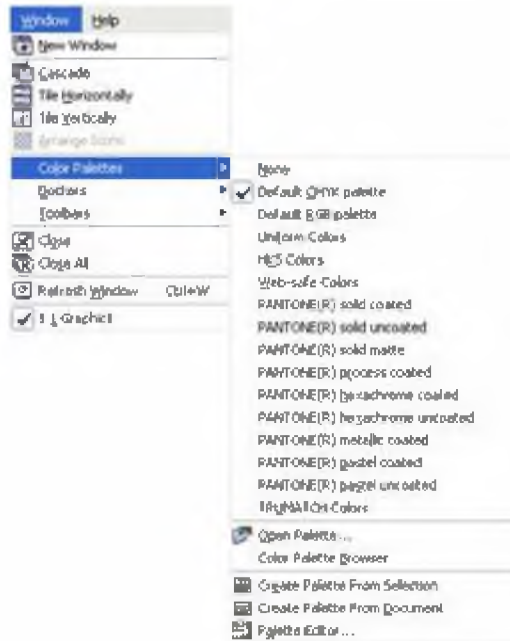 Window Help
New Window
Cascade
Tile Horizontally
Tile Vertically
Arrange Icons
Color Palettes
Dockers
Toolbars
Close
Close All
Refresh Window Ctrl+W
1 Graphic1
None
Default CMYK palette
Default RGB palette
Uniform Colors
HKS Colors
Web-safe Colors
PANTONE(R) solid coated
PANTONE(R) solid uncoated
PANTONE(R) solid matte
PANTONE(R) process coated
PANTONE(R) hexachrome coated
PANTONE(R) hexachrome uncoated
PANTONE(R) metallic coated
PANTONE(R) pastel coated
PANTONE(R) pastel uncoated
TRUMATCH Colors
Open Palette...
Color Palette Browser
Create Palette From Selection
Create Palette From Document
Palette Editor...